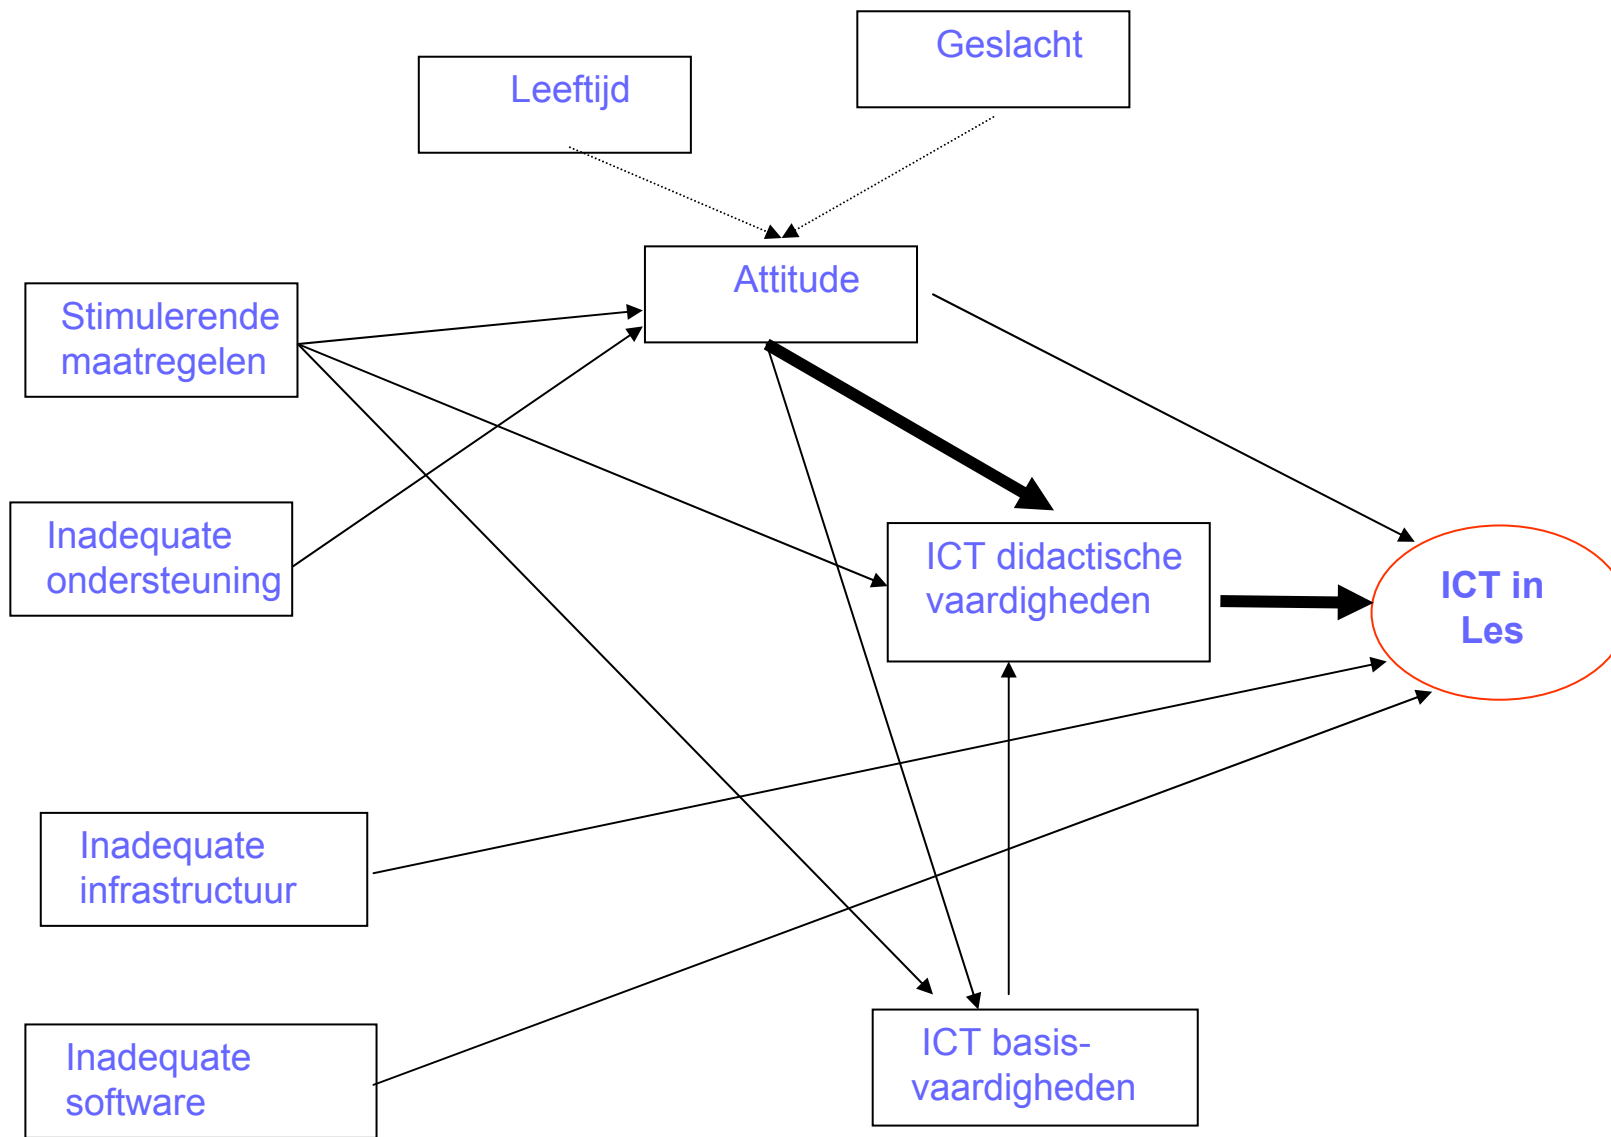 Geslacht
Leeftijd
Attitude
Stimulerende
maatregelen
Inadequate
ondersteuning
ICT didactische
vaardigheden
ICT in
Les
Inadequate
infrastructuur
Inadequate
software
ICT basis-
vaardigheden